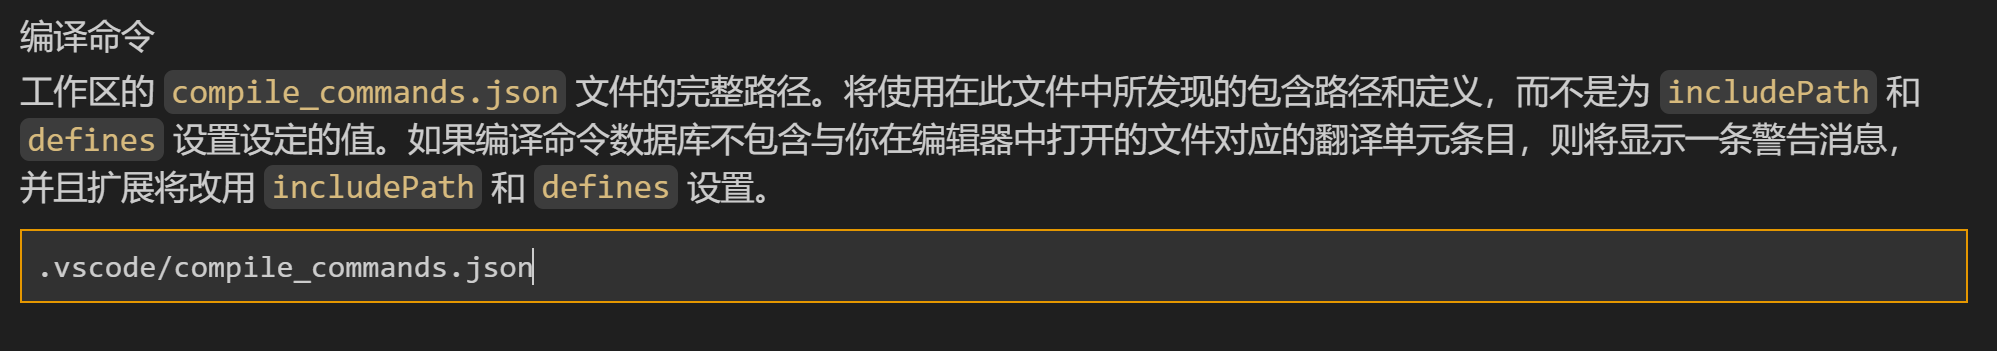 编译命令
工作区的 compile_commands.json 文件的完整路径。将使用在此文件中所发现的包含路径和定义，而不是为 includePath 和
defines 设置设定的值。如果编译命令数据库不包含与你在编辑器中打开的文件对应的翻译单元条目，则将显示一条警告消息，
并且扩展将改用 includePath 和 defines 设置。
.vscode/compile_commands.json